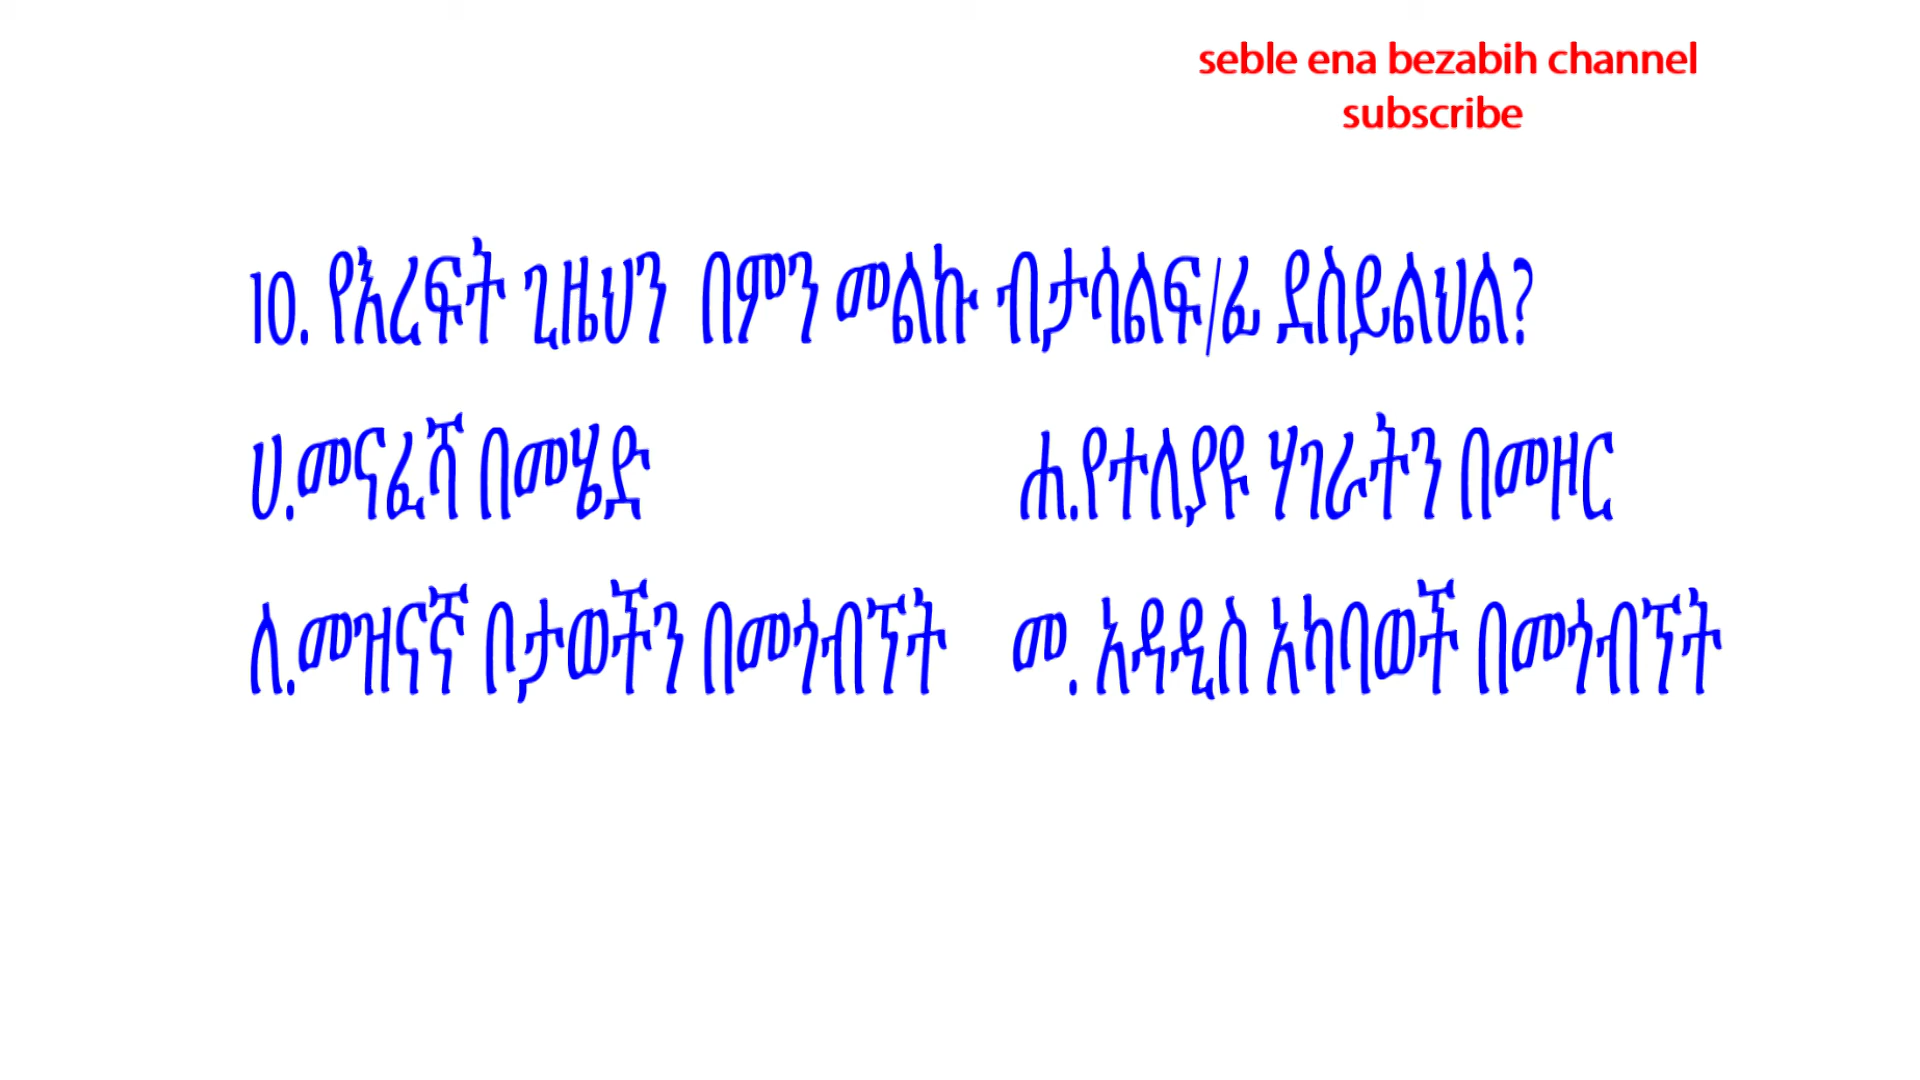 seble ena bezabih channel
subscribe
10. የእረፍት ጊዜህን በምን መልኩ ብታሳልፍ/ፊ ደስይልሀል?
ሀ.መናፈሻ በመሄድ
ሐ.የተለያዩ ሃገራትን በመዞር
ለ.መዝናኛ ቦታወችን በመጎብኘት
መ. አዳዲስ አካባወች በመጎብኘት